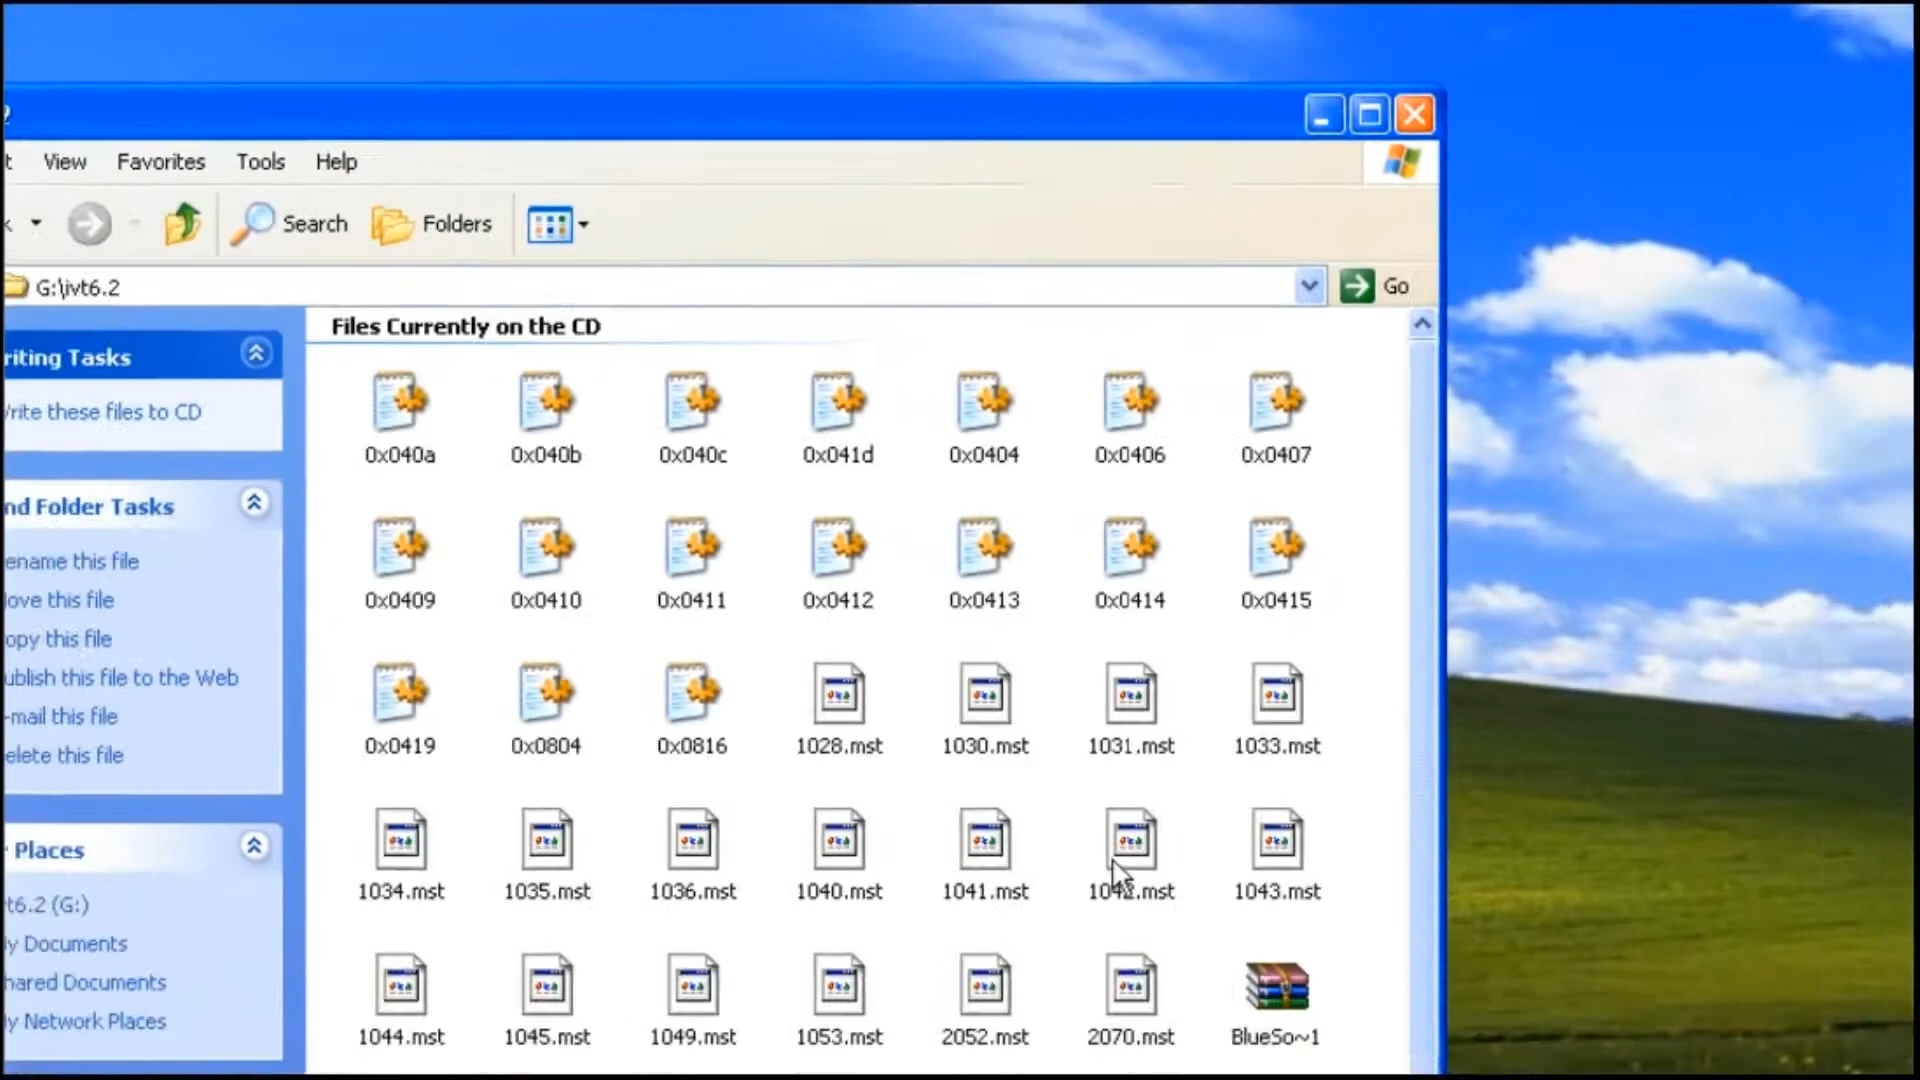 View Favorites Tools Help
Search Folders
G:\ivt6.2 Go
Files Currently on the CD
riting Tasks
Write these files to CD
nd Folder Tasks
ename this file
ove this file
opy this file
ublish this file to the Web
-mail this file
elete this file
Places
t6.2 (G:)
y Documents
hared Documents
y Network Places
0x040a 0x040b 0x040c 0x041d 0x0404 0x0406 0x0407
0x0409 0x0410 0x0411 0x0412 0x0413 0x0414 0x0415
0x0419 0x0804 0x0816 1028.mst 1030.mst 1031.mst 1033.mst
1034.mst 1035.mst 1036.mst 1040.mst 1041.mst 1042.mst 1043.mst
1044.mst 1045.mst 1049.mst 1053.mst 2052.mst 2070.mst BlueSo~1